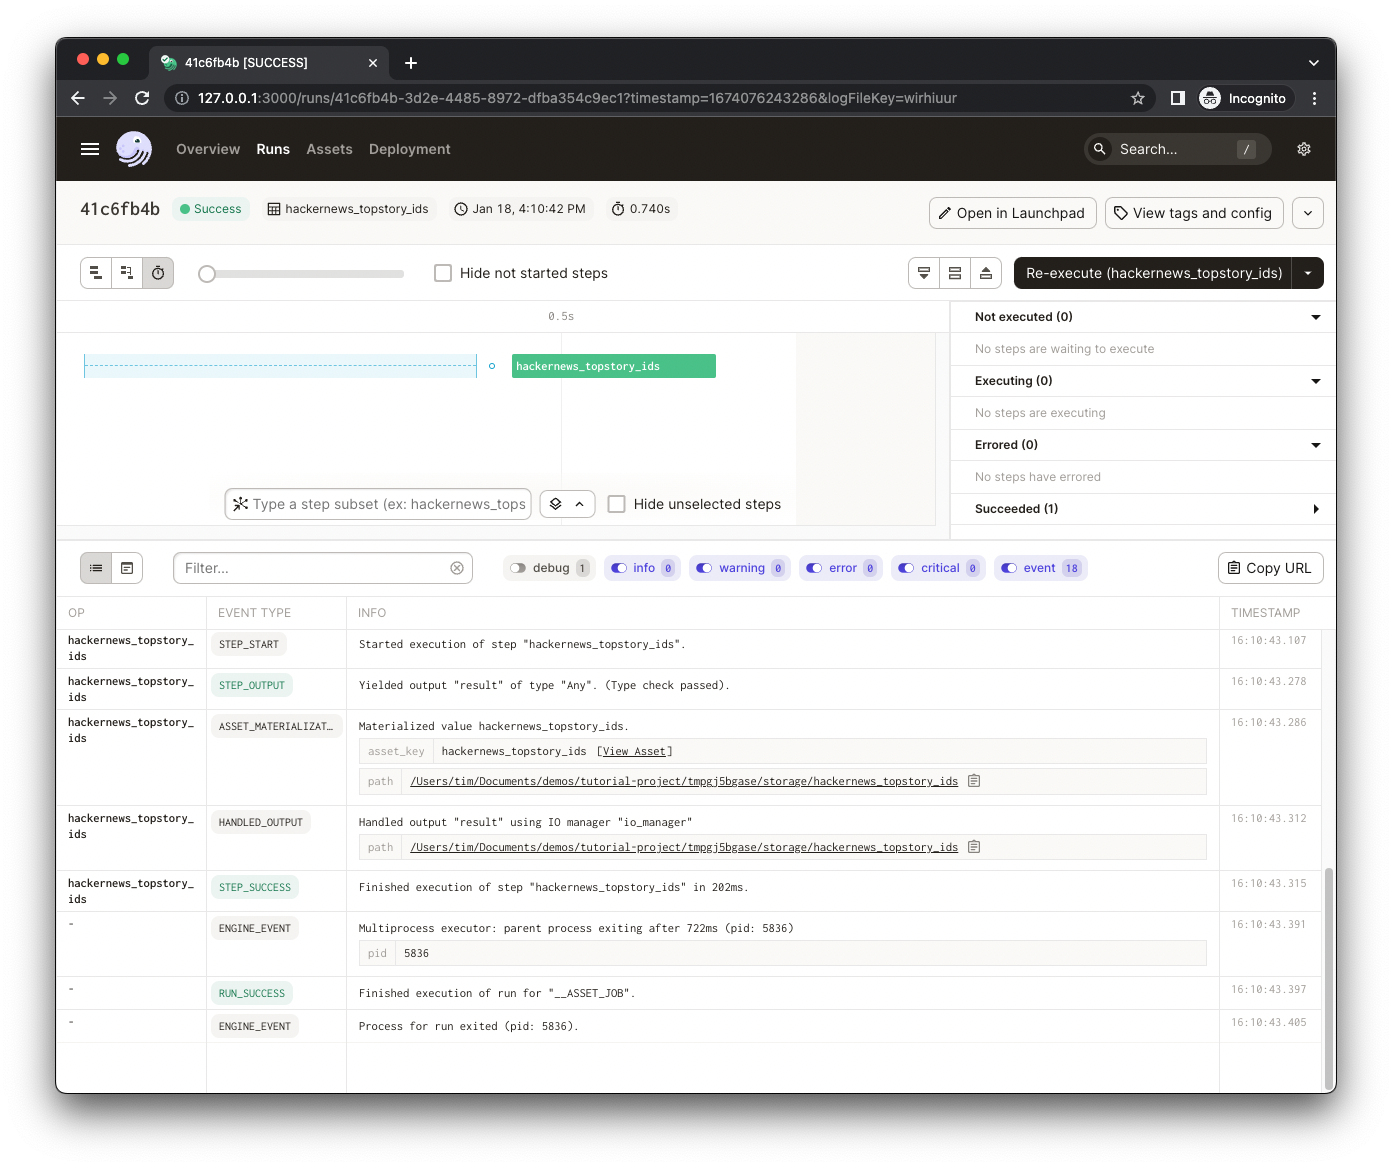 41c6fb4b [SUCCESS]
127.0.0.1:3000/runs/41c6fb4b-3d2e-4485-8972-dfba354c9ec1?timestamp=1674076243286&logFileKey=wirhiuur
Incognito
Overview Runs Assets Deployment
Search... /
41c6fb4b Success hackernews_topstory_ids Jan 18, 4:10:42 PM 0.740s
Open in Launchpad View tags and config
Hide not started steps
Re-execute (hackernews_topstory_ids)
0.5s
hackernews_topstory_ids
Not executed (0)
No steps are waiting to execute
Executing (0)
No steps are executing
Errored (0)
No steps have errored
Succeeded (1)
Type a step subset (ex: hackernews_tops
Hide unselected steps
Filter...
debug 1 info 0 warning 0 error 0 critical 0 event 18
Copy URL
OP EVENT TYPE INFO TIMESTAMP
hackernews_topstory_
ids
STEP_START
Started execution of step "hackernews_topstory_ids".
16:10:43.107
hackernews_topstory_
ids
STEP_OUTPUT
Yielded output "result" of type "Any". (Type check passed).
16:10:43.278
hackernews_topstory_
ids
ASSET_MATERIALIZAT…
Materialized value hackernews_topstory_ids.
asset_key hackernews_topstory_ids [View Asset]
path /Users/tim/Documents/demos/tutorial-project/tmpgj5bgase/storage/hackernews_topstory_ids
16:10:43.286
hackernews_topstory_
ids
HANDLED_OUTPUT
Handled output "result" using IO manager "io_manager"
path /Users/tim/Documents/demos/tutorial-project/tmpgj5bgase/storage/hackernews_topstory_ids
16:10:43.312
hackernews_topstory_
ids
STEP_SUCCESS
Finished execution of step "hackernews_topstory_ids" in 202ms.
16:10:43.315
-
ENGINE_EVENT
Multiprocess executor: parent process exiting after 722ms (pid: 5836)
pid 5836
16:10:43.391
-
RUN_SUCCESS
Finished execution of run for "__ASSET_JOB".
16:10:43.397
-
ENGINE_EVENT
Process for run exited (pid: 5836).
16:10:43.405